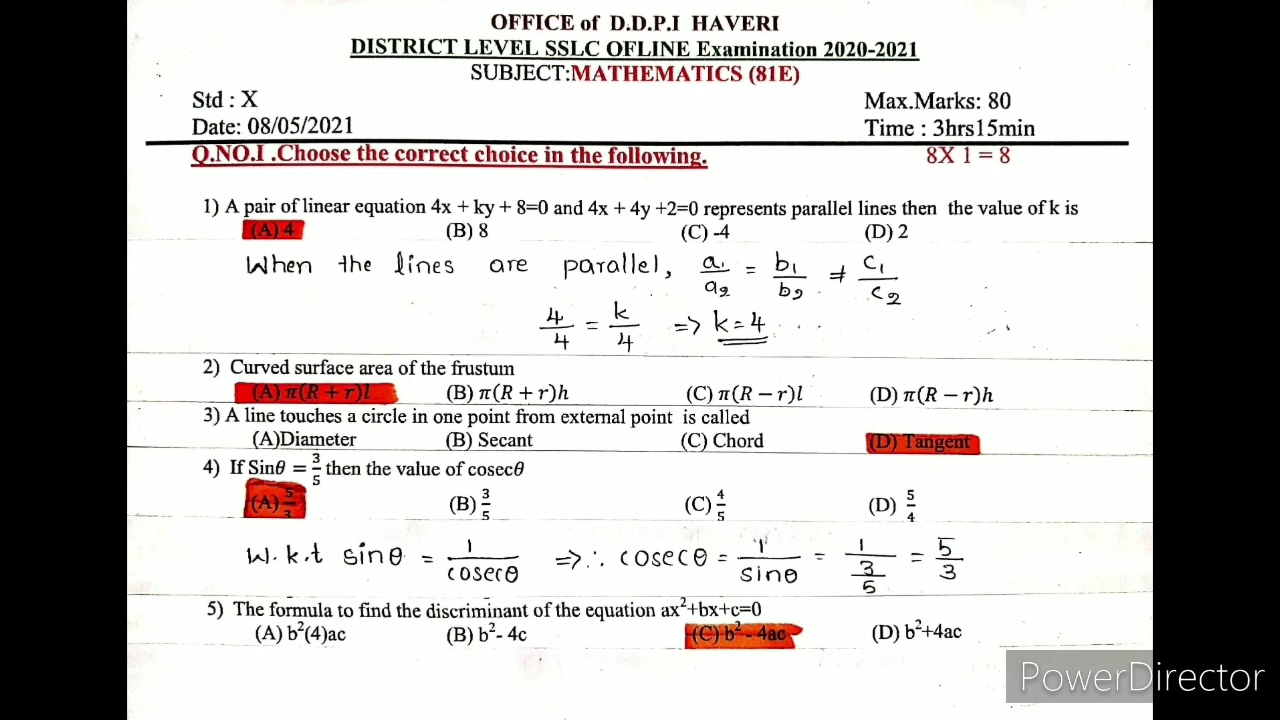 OFFICE of D.D.P.I HAVERI
DISTRICT LEVEL SSLC OFLINE Examination 2020-2021
SUBJECT:MATHEMATICS (81E)
Std : X Max.Marks: 80
Date: 08/05/2021 Time : 3hrs15min
Q.NO.I .Choose the correct choice in the following. 8X 1 = 8
1) A pair of linear equation 4x + ky + 8=0 and 4x + 4y +2=0 represents parallel lines then the value of k is
(A) 4 (B) 8 (C) -4 (D) 2
When the lines are parallel, a₁/a₂ = b₁/b₂ ≠ c₁/c₂
4/4 = k/4 => k=4
2) Curved surface area of the frustum
(A) π(R + r)l (B) π(R + r)h (C) π(R − r)l (D) π(R − r)h
3) A line touches a circle in one point from external point is called
(A)Diameter (B) Secant (C) Chord (D) Tangent
4) If Sinθ = 3/5 then the value of cosecθ
(A) 5/3 (B) 3/5 (C) 4/5 (D) 5/4
W.k.t sinθ = 1/cosecθ => ∴ cosecθ = 1/sinθ = 1/(3/5) = 5/3
5) The formula to find the discriminant of the equation ax²+bx+c=0
(A) b²(4)ac (B) b²- 4c (C) b² - 4ac (D) b²+4ac
PowerDirector